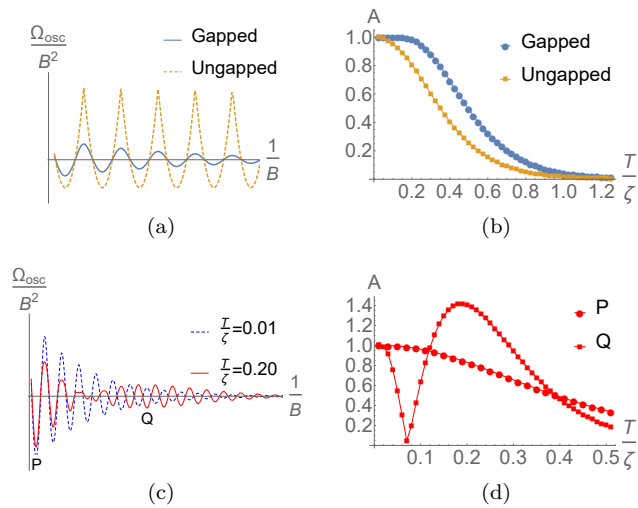 Ω_osc
B²
Gapped
Ungapped
1
B
(a)
A
1.0
0.8
0.6
0.4
0.2
0.2 0.4 0.6 0.8 1.0 1.2
T
ζ
Gapped
Ungapped
(b)
Ω_osc
B²
T/ζ=0.01
T/ζ=0.20
1
B
P
Q
(c)
A
1.4
1.2
1.0
0.8
0.6
0.4
0.2
0.1 0.2 0.3 0.4 0.5
T
ζ
P
Q
(d)